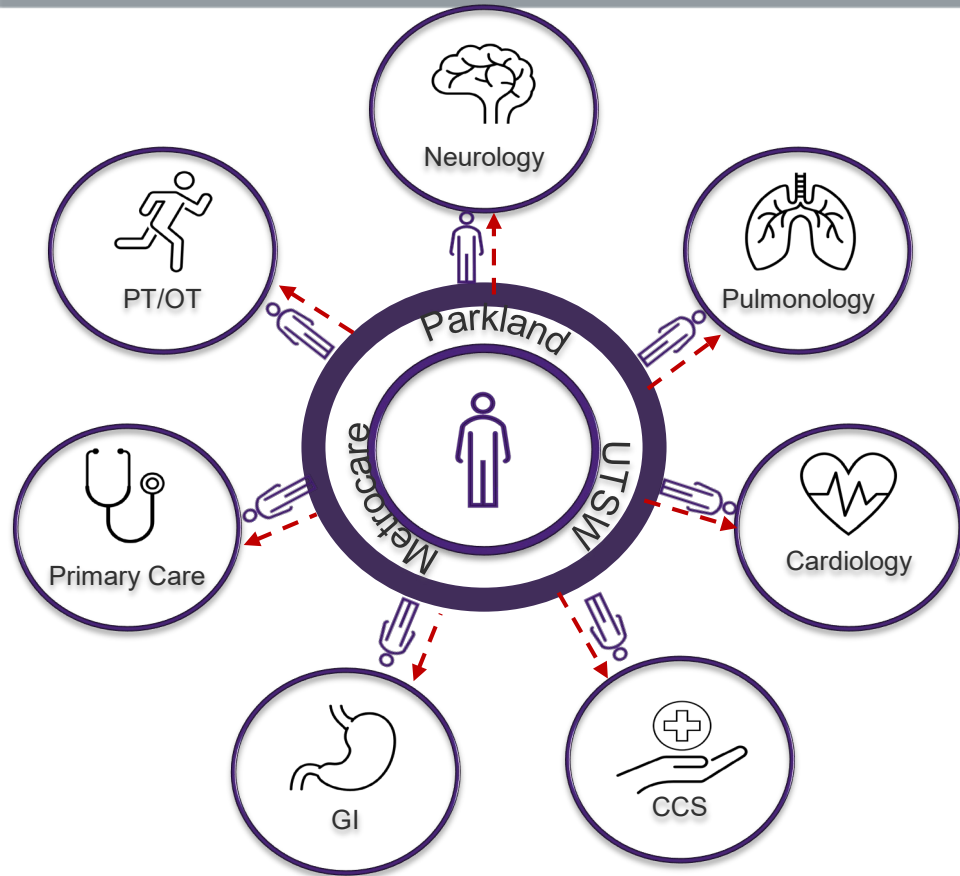 Neurology
PT/OT
Pulmonology
Parkland
Metrocare
UTSW
Primary Care
Cardiology
GI
CCS